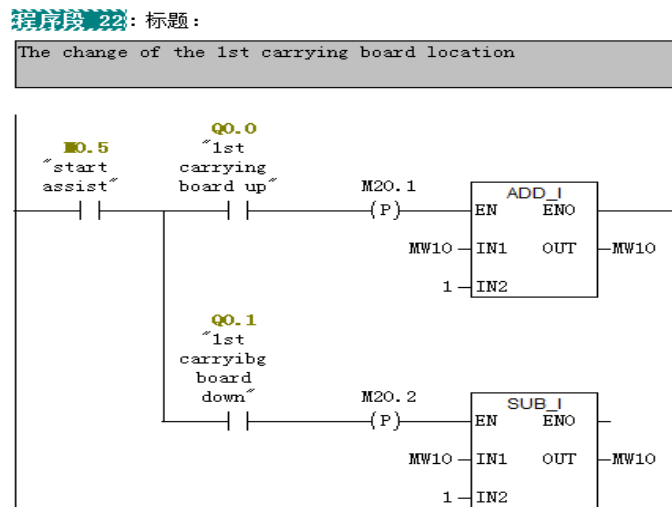 程序段 22: 标题:
The change of the 1st carrying board location
M0.5
"start
assist"
Q0.0
"1st
carrying
board up"
M20.1
(P)
ADD_I
EN ENO
MW10 IN1 OUT MW10
1 IN2
Q0.1
"1st
carryibg
board
down"
M20.2
(P)
SUB_I
EN ENO
MW10 IN1 OUT MW10
1 IN2